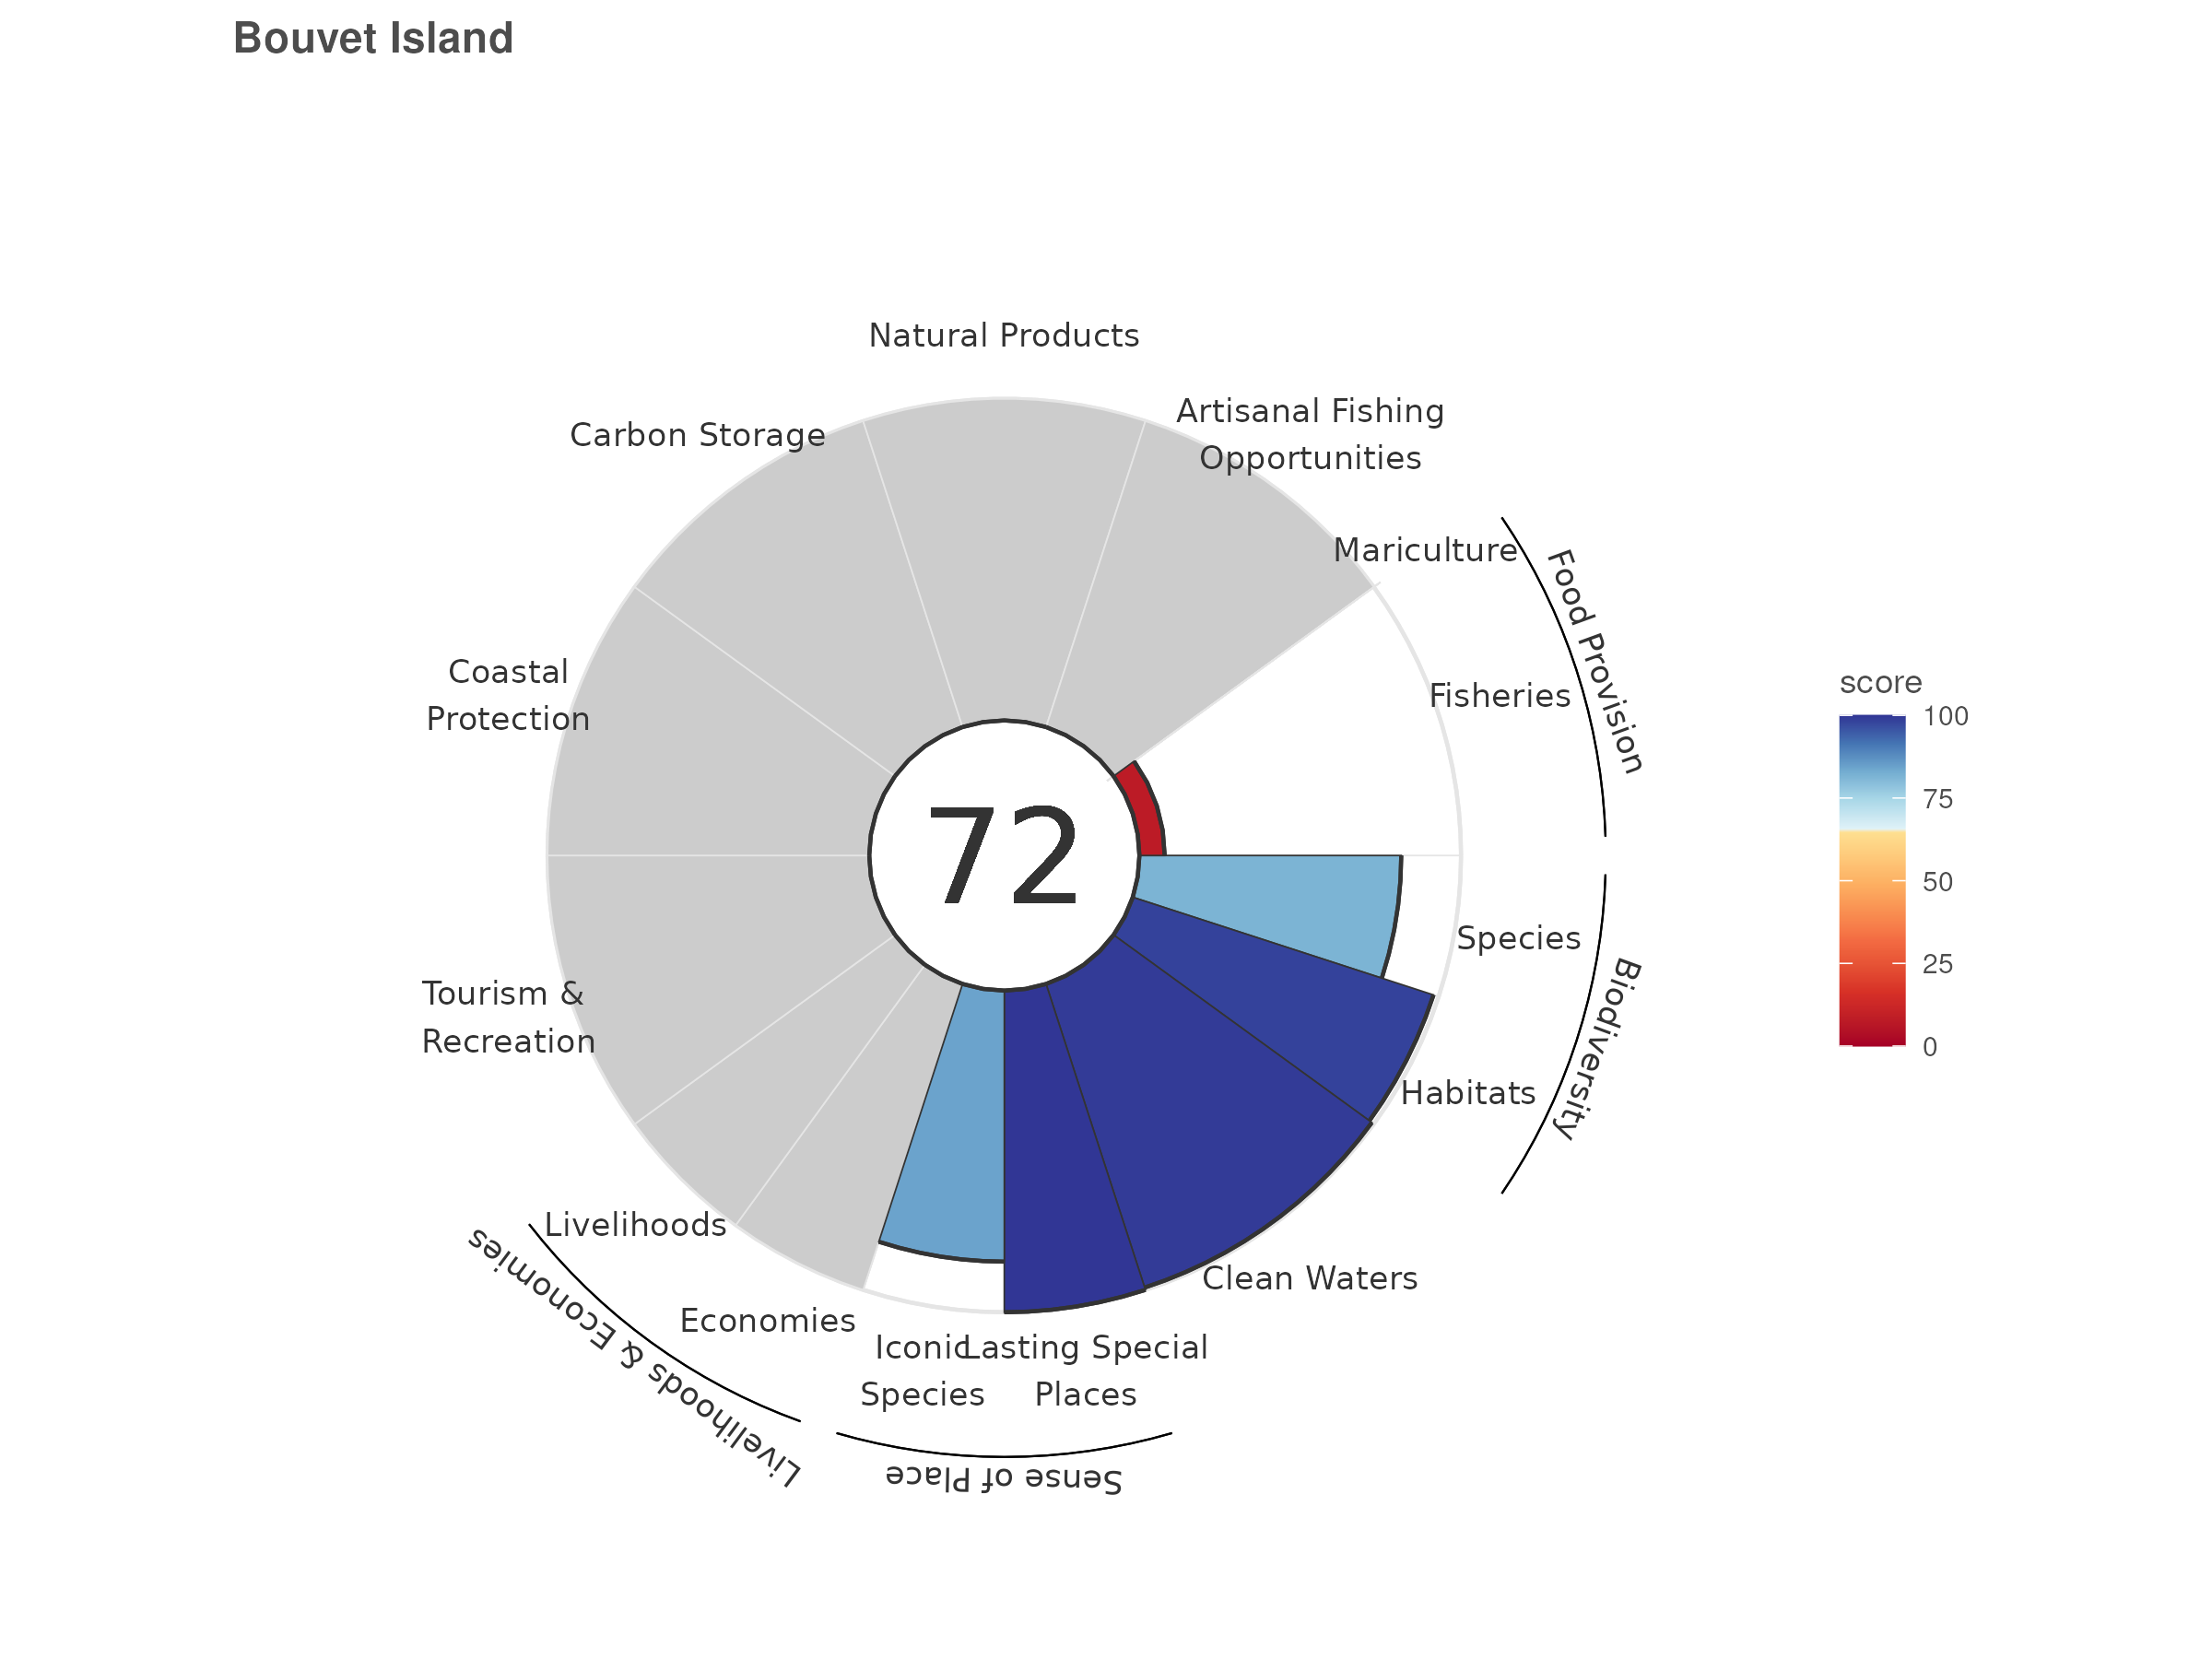 Bouvet Island
Natural Products
Artisanal Fishing
Opportunities
Carbon Storage
Mariculture
Food Provision
Fisheries
Coastal
Protection
score
100
75
50
25
0
72
Species
Biodiversity
Habitats
Tourism &
Recreation
Livelihoods
Clean Waters
Economies
Livelihoods & Economies
Iconic
Species
Lasting Special
Places
Sense of Place